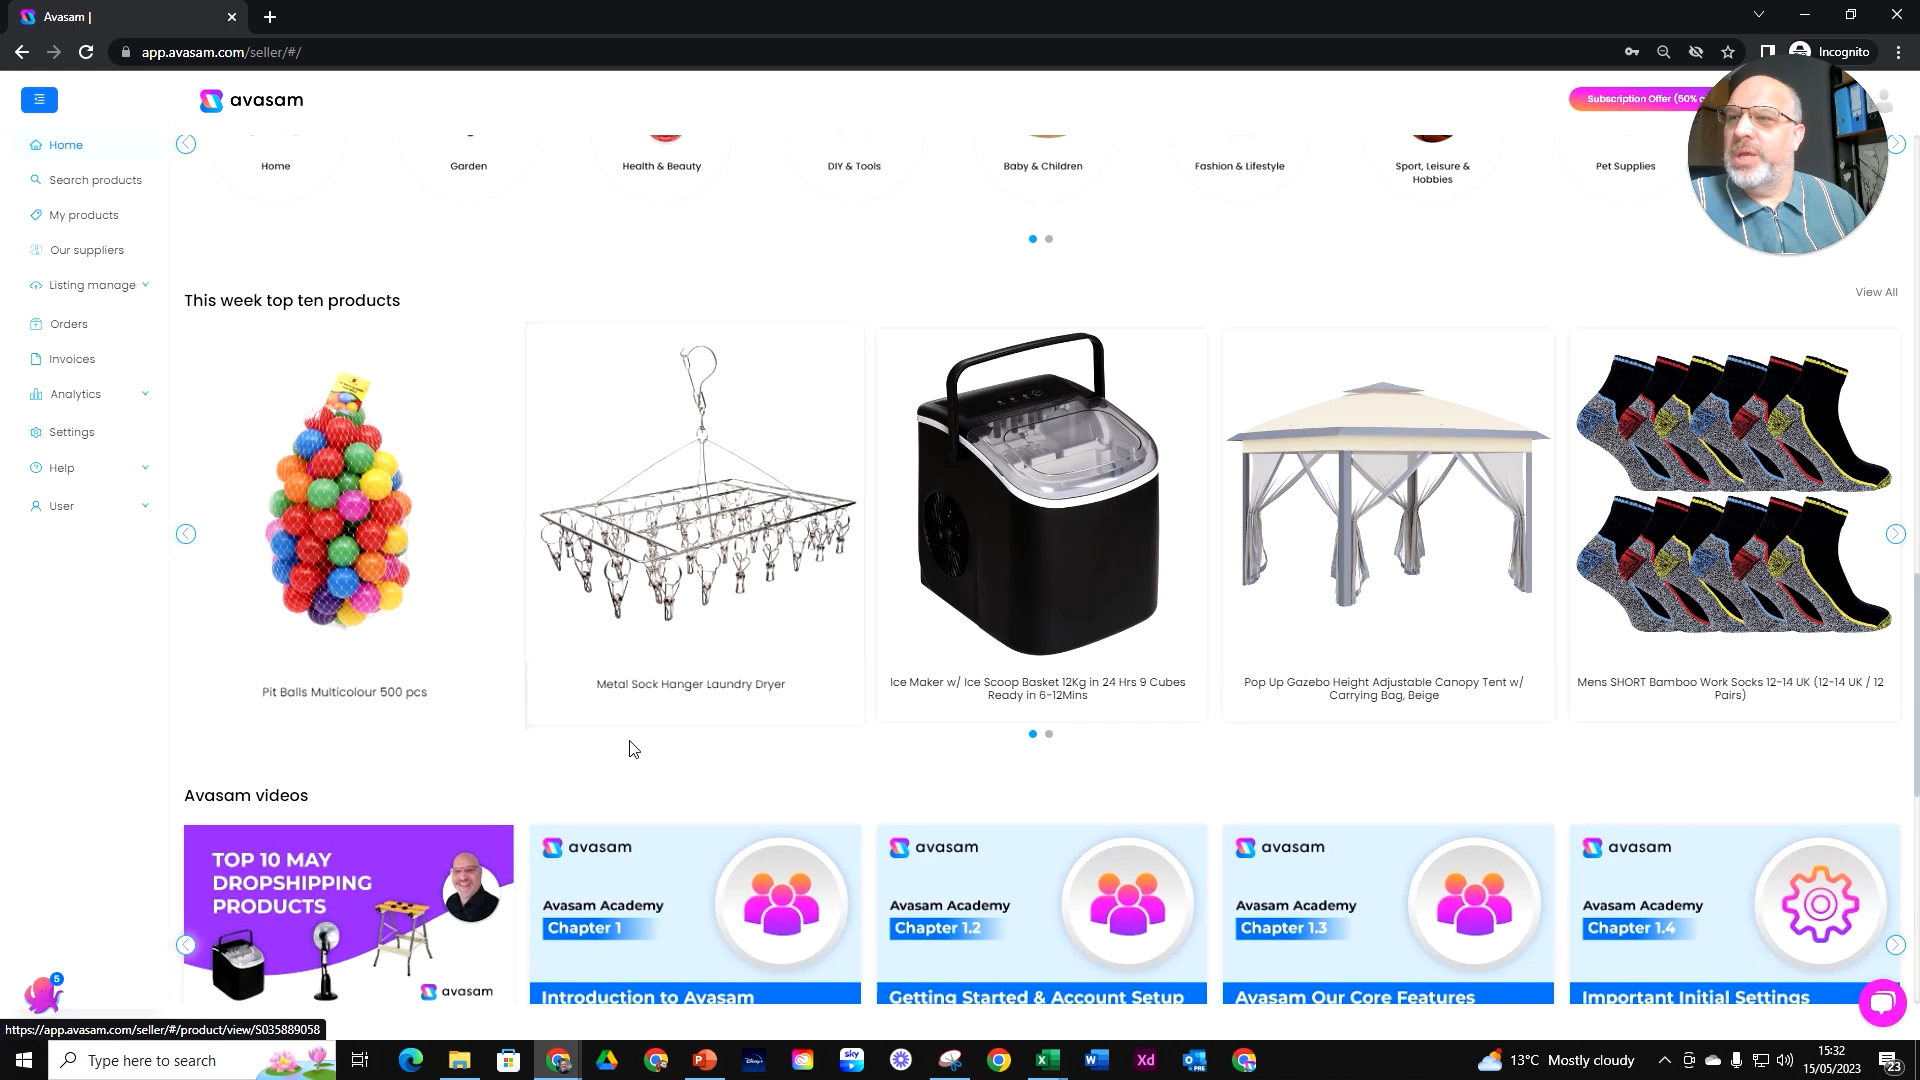 Avasam |
app.avasam.com/seller/#/
Incognito
avasam
Subscription Offer (50%
Home
Search products
My products
Our suppliers
Listing manage
Orders
Invoices
Analytics
Settings
Help
User
Home
Garden
Health & Beauty
DIY & Tools
Baby & Children
Fashion & Lifestyle
Sport, Leisure &
Hobbies
Pet Supplies
This week top ten products
View All
Pit Balls Multicolour 500 pcs
Metal Sock Hanger Laundry Dryer
Ice Maker w/ Ice Scoop Basket 12Kg in 24 Hrs 9 Cubes
Ready in 6-12Mins
Pop Up Gazebo Height Adjustable Canopy Tent w/
Carrying Bag, Beige
Mens SHORT Bamboo Work Socks 12-14 UK (12-14 UK / 12
Pairs)
Avasam videos
TOP 10 MAY
DROPSHIPPING
PRODUCTS
avasam
avasam
Avasam Academy
Chapter 1
Introduction to Avasam
avasam
Avasam Academy
Chapter 1.2
Getting Started & Account Setup
avasam
Avasam Academy
Chapter 1.3
Avasam Our Core Features
avasam
Avasam Academy
Chapter 1.4
Important Initial Settings
5
https://app.avasam.com/seller/#/product/view/S035889058
Type here to search
sky
Xd
13°C Mostly cloudy
15:32
15/05/2023
23